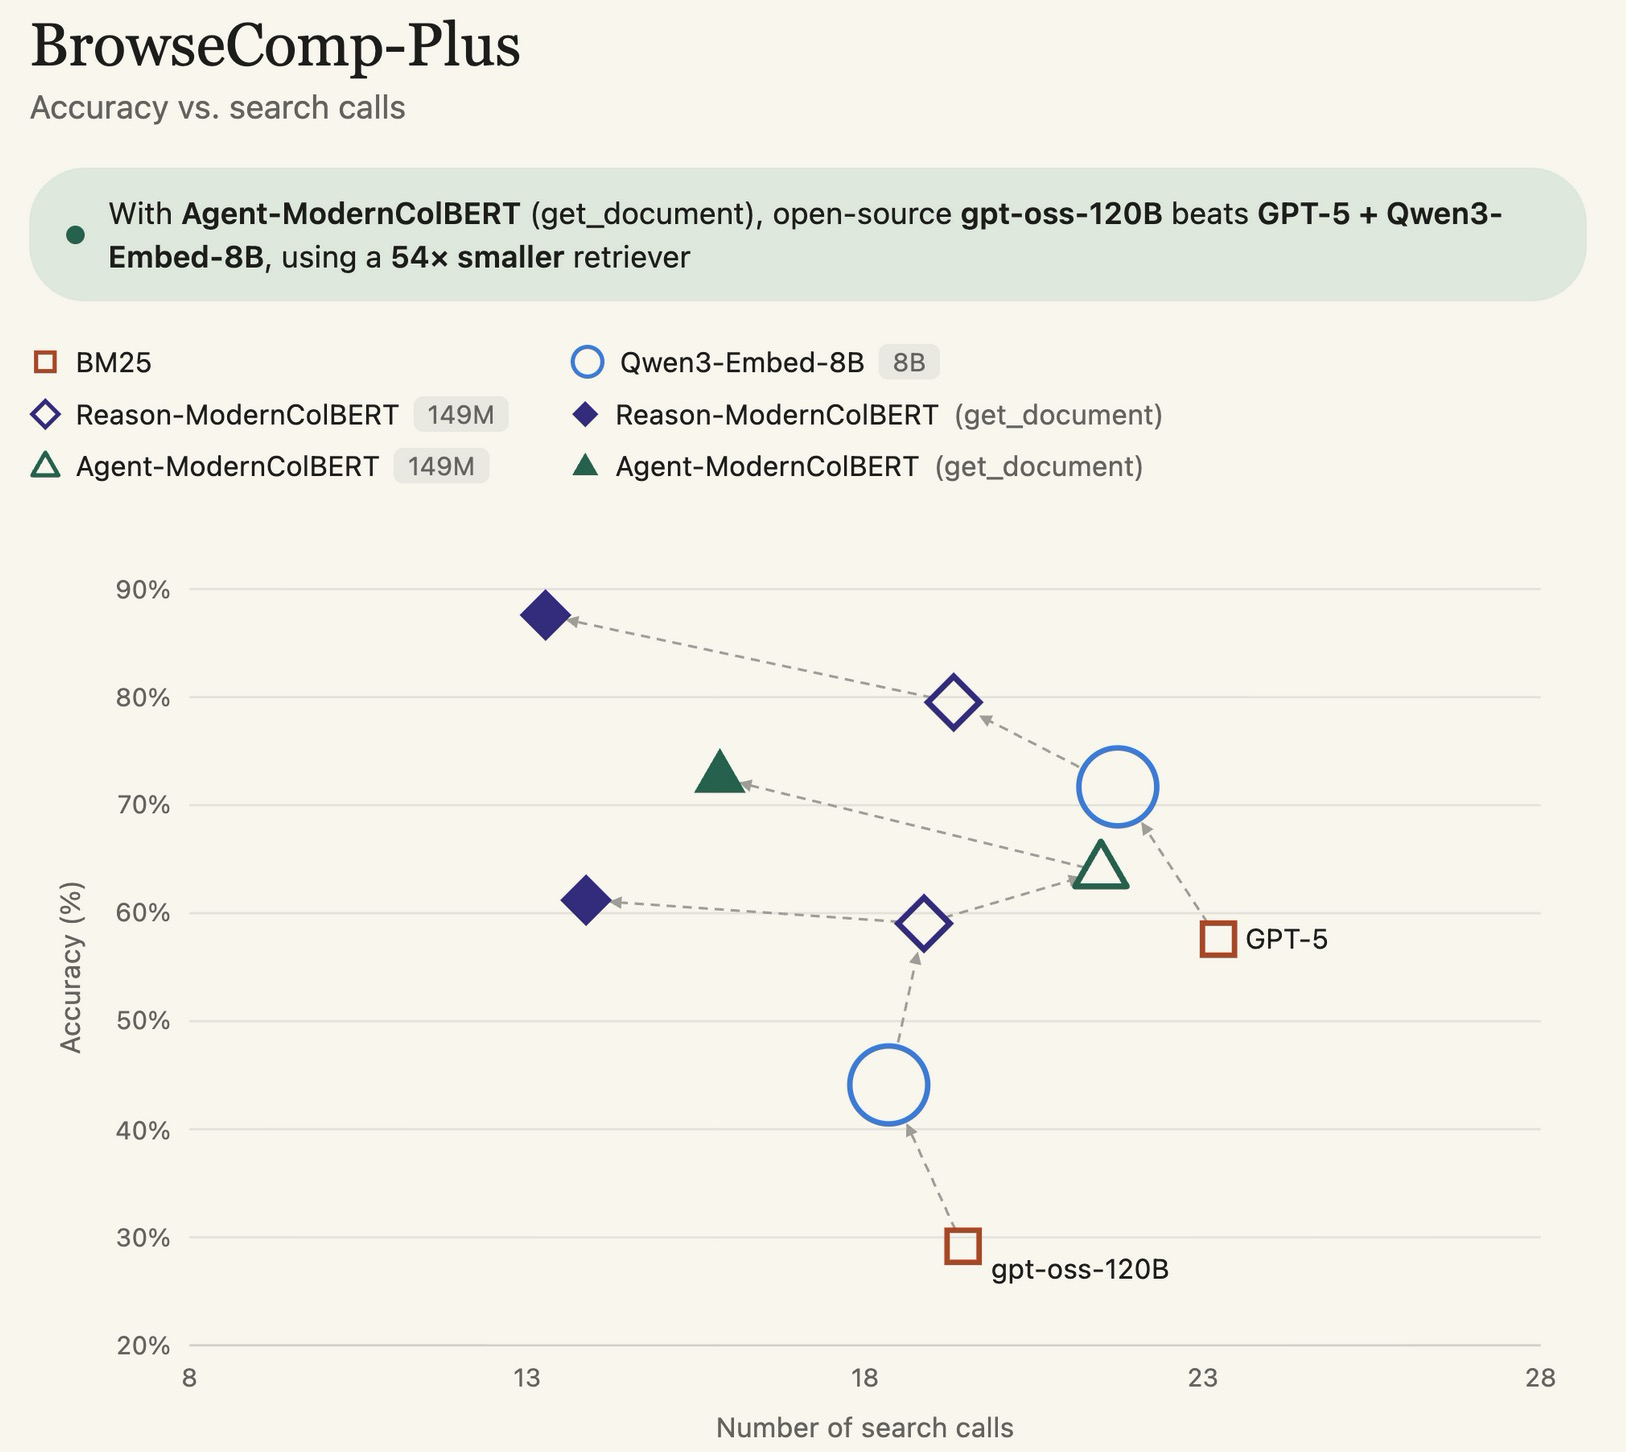 BrowseComp-Plus
Accuracy vs. search calls
With Agent-ModernColBERT (get_document), open-source gpt-oss-120B beats GPT-5 + Qwen3-
Embed-8B, using a 54× smaller retriever
BM25
Qwen3-Embed-8B 8B
Reason-ModernColBERT 149M
Reason-ModernColBERT (get_document)
Agent-ModernColBERT 149M
Agent-ModernColBERT (get_document)
90%
80%
70%
60%
50%
40%
30%
20%
Accuracy (%)
GPT-5
gpt-oss-120B
8
13
18
23
28
Number of search calls